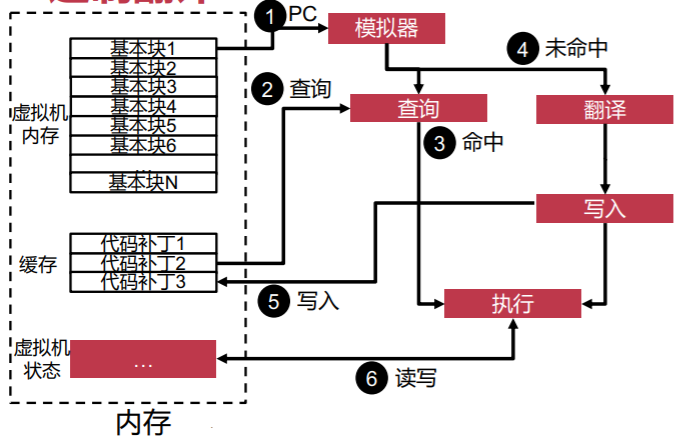 1 PC
模拟器
基本块1
基本块2
基本块3
基本块4
基本块5
基本块6
...
基本块N
虚拟机
内存
2 查询
查询
3 命中
4 未命中
翻译
写入
缓存
代码补丁1
代码补丁2
代码补丁3
5 写入
执行
虚拟机
状态
...
6 读写
内存